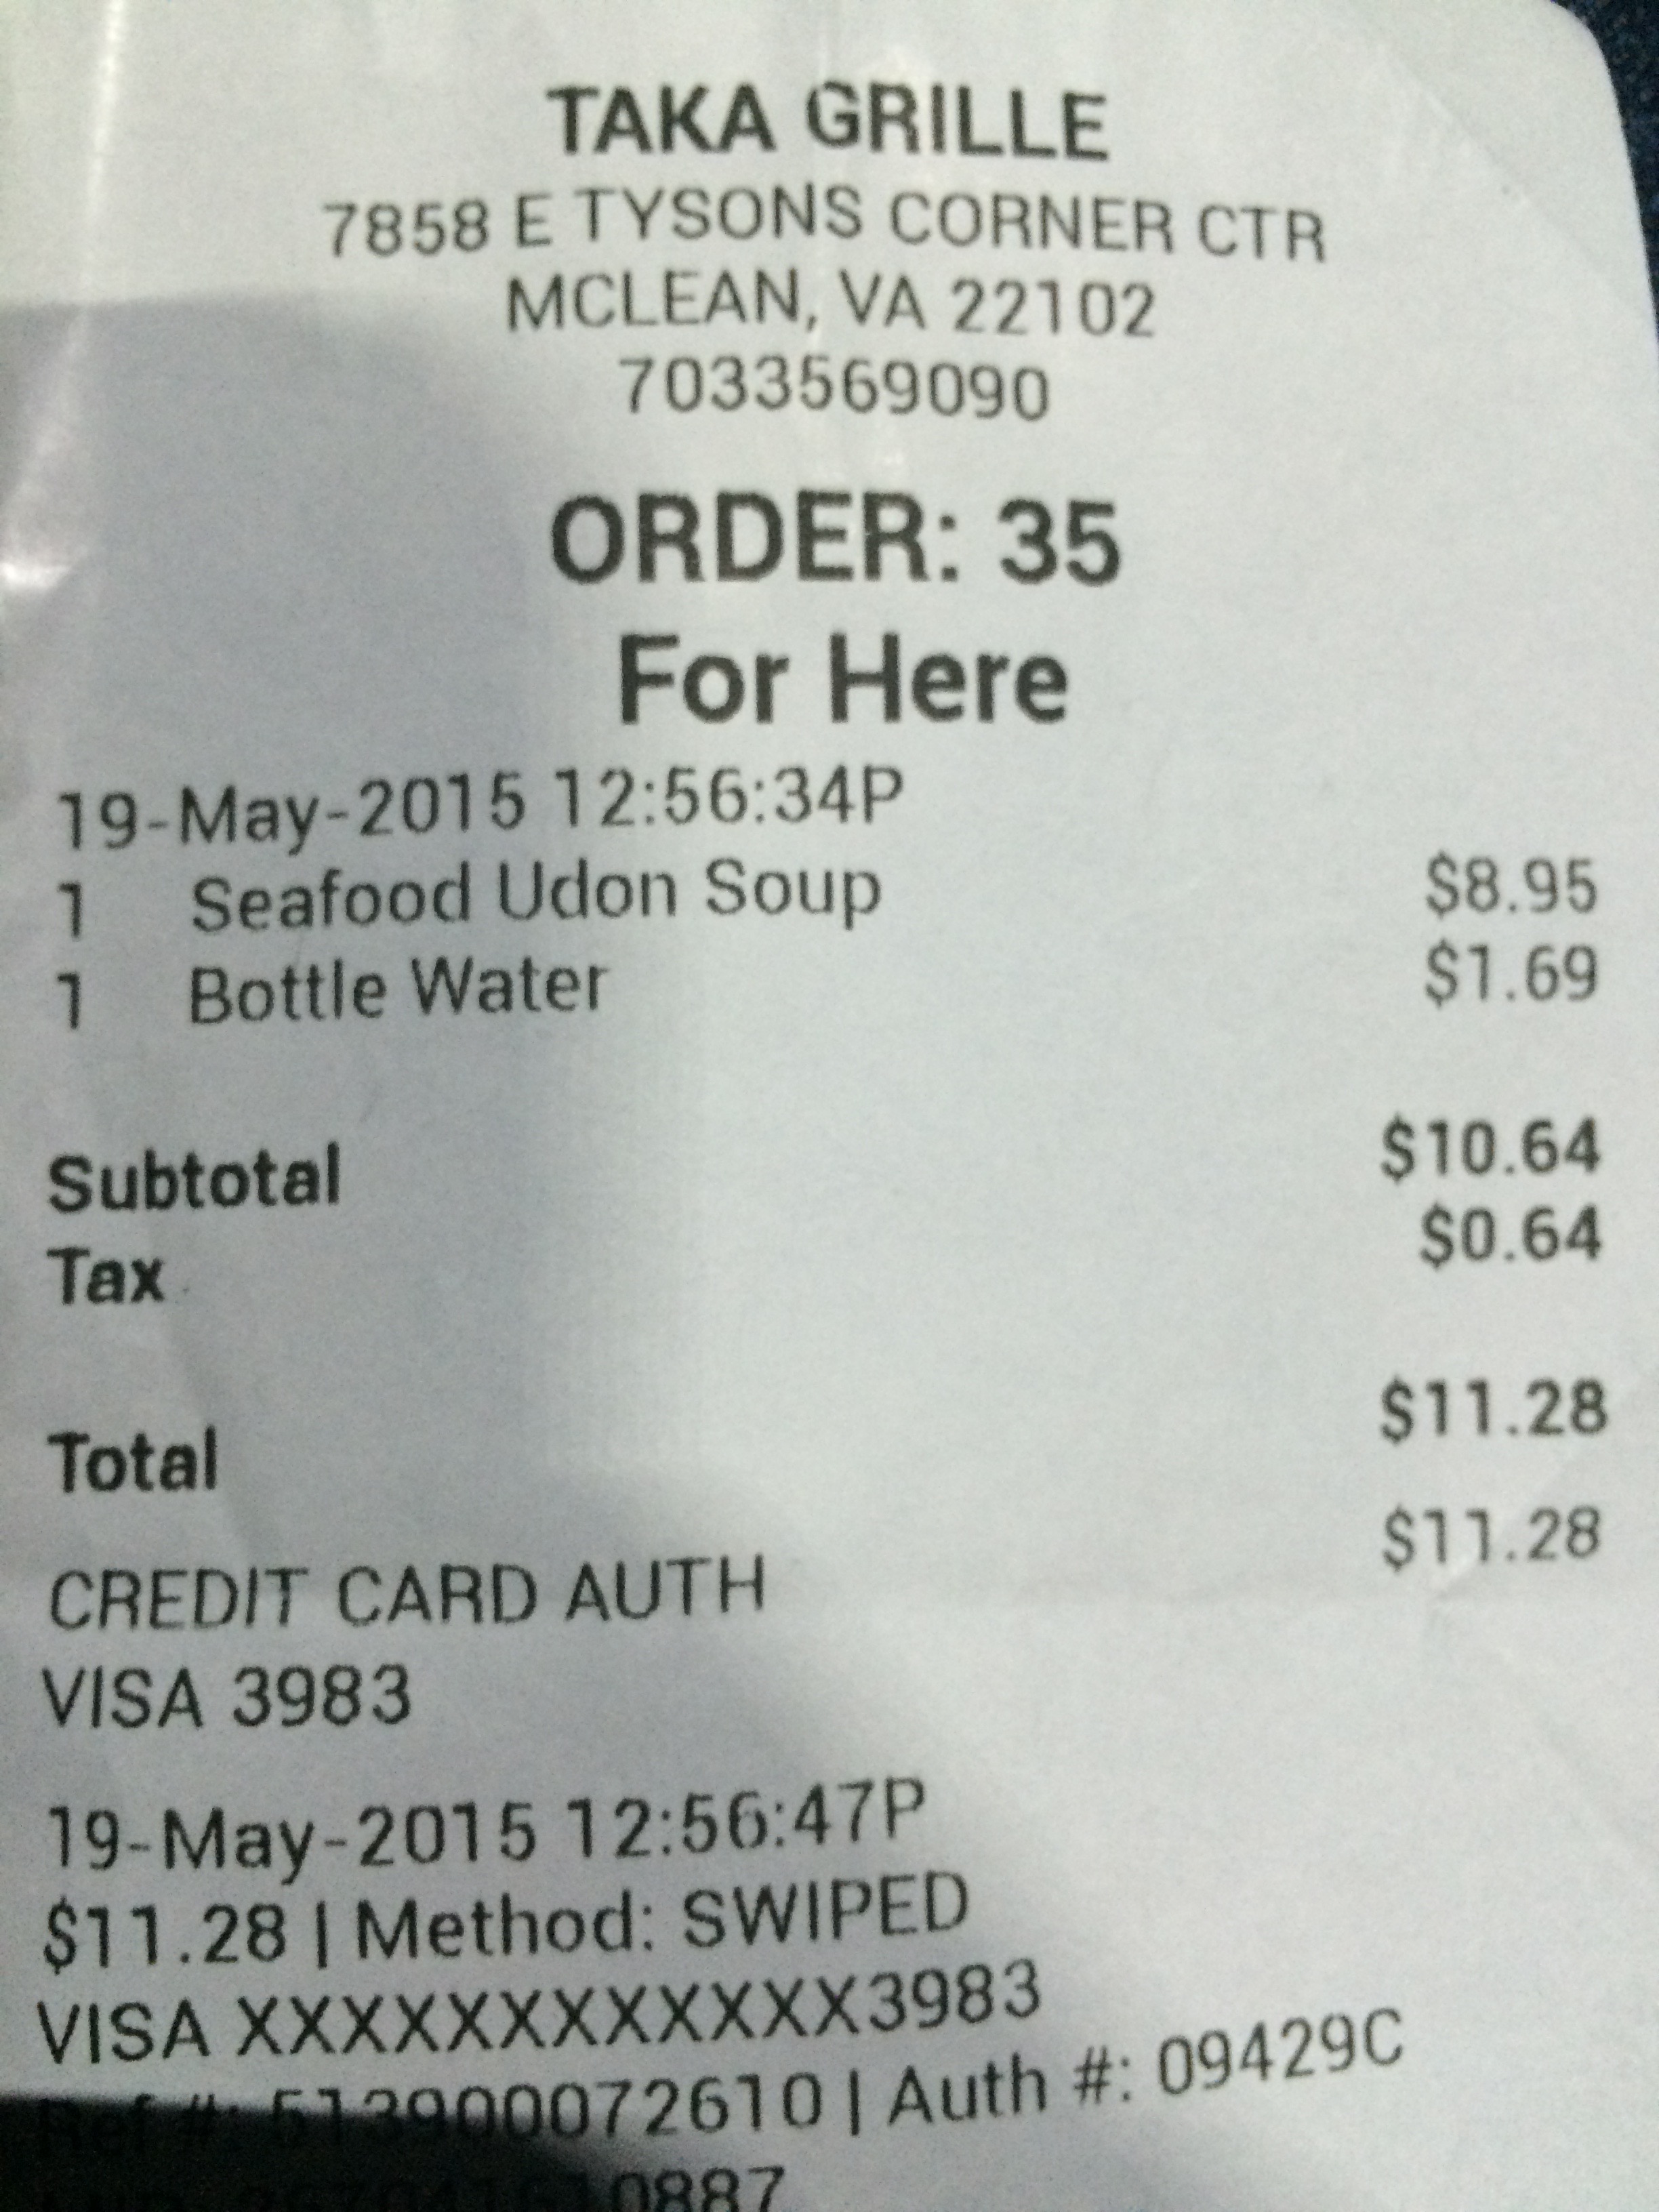 TAKA GRILLE
7858 E TYSONS CORNER CTR
MCLEAN, VA 22102
7033569090
ORDER: 35
For Here
19-May-2015 12:56:34P
1 Seafood Udon Soup $8.95
1 Bottle Water $1.69
Subtotal $10.64
Tax $0.64
Total $11.28
CREDIT CARD AUTH $11.28
VISA 3983
19-May-2015 12:56:47P
$11.28 | Method: SWIPED
VISA XXXXXXXXXXXX3983
Ref #: 513900072610 | Auth #: 09429C